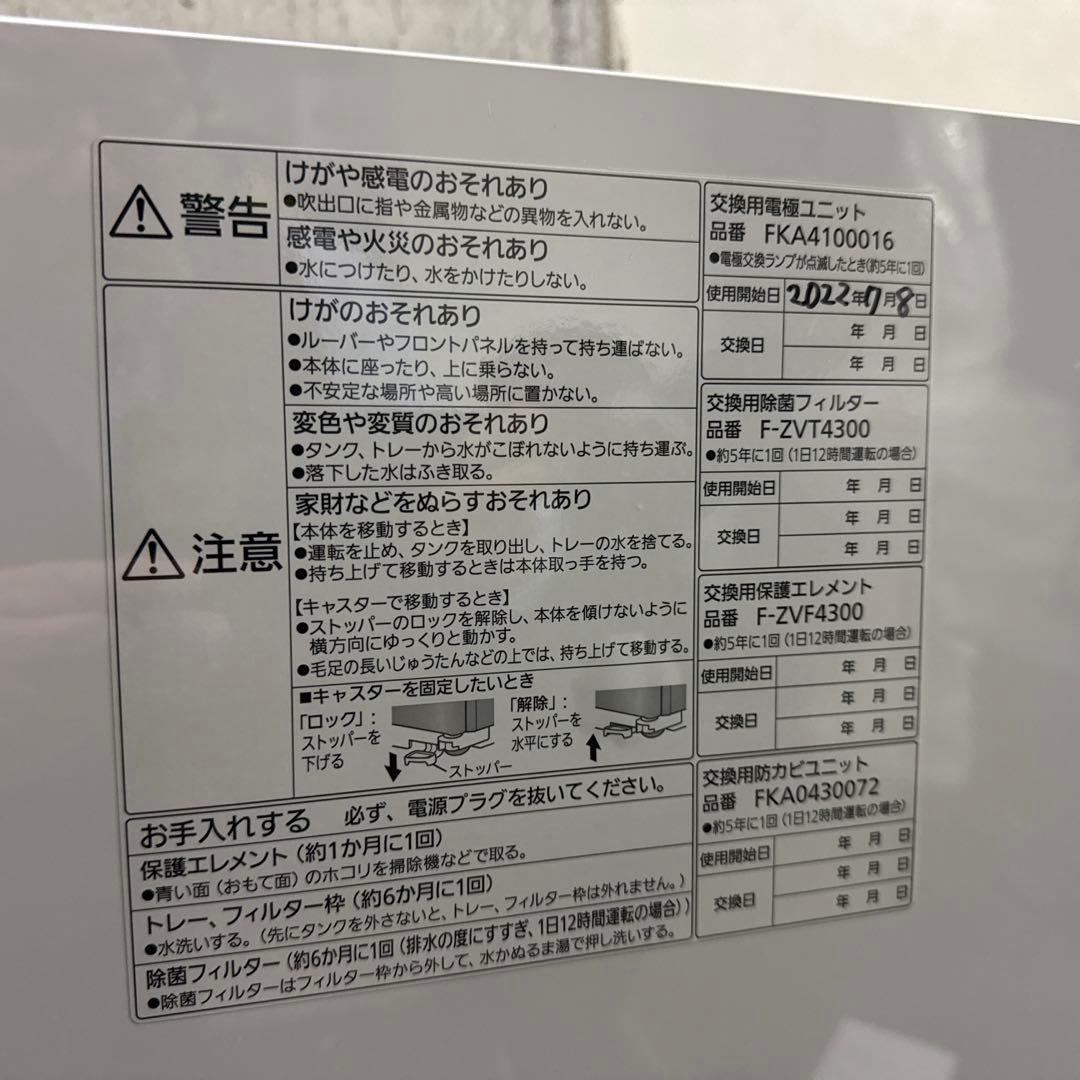 警告
けがや感電のおそれあり
●吹出口に指や金属物などの異物を入れない。
感電や火災のおそれあり
●水につけたり、水をかけたりしない。
注意
けがのおそれあり
●ルーバーやフロントパネルを持って持ち運ばない。
●本体に座ったり、上に乗らない。
●不安定な場所や高い場所に置かない。
変色や変質のおそれあり
●タンク、トレーから水がこぼれないように持ち運ぶ。
●落下した水はふき取る。
家財などをぬらすおそれあり
【本体を移動するとき】
●運転を止め、タンクを取り出し、トレーの水を捨てる。
●持ち上げて移動するときは本体取っ手を持つ。
【キャスターで移動するとき】
●ストッパーのロックを解除し、本体を傾けないように
横方向にゆっくりと動かす。
●毛足の長いじゅうたんなどの上では、持ち上げて移動する。
■キャスターを固定したいとき
「ロック」:
ストッパーを
下げる
ストッパー
「解除」:
ストッパーを
水平にする
お手入れする 必ず、電源プラグを抜いてください。
保護エレメント(約1か月に1回)
●青い面(おもて面)のホコリを掃除機などで取る。
トレー、フィルター枠(約6か月に1回)
●水洗いする。(先にタンクを外さないと、トレー、フィルター枠は外れません。)
除菌フィルター(約6か月に1回(排水の度にすすぎ、1日12時間運転の場合))
●除菌フィルターはフィルター枠から外して、水かぬるま湯で押し洗いする。
交換用電極ユニット
品番 FKA4100016
●電極交換ランプが点滅したとき(約5年に1回)
使用開始日 2022年7月8日
交換日 年 月 日
年 月 日
交換用除菌フィルター
品番 F-ZVT4300
●約5年に1回(1日12時間運転の場合)
使用開始日 年 月 日
交換日 年 月 日
年 月 日
交換用保護エレメント
品番 F-ZVF4300
●約5年に1回(1日12時間運転の場合)
使用開始日 年 月 日
交換日 年 月 日
年 月 日
交換用防カビユニット
品番 FKA0430072
●約5年に1回(1日12時間運転の場合)
使用開始日 年 月 日
交換日 年 月 日
年 月 日